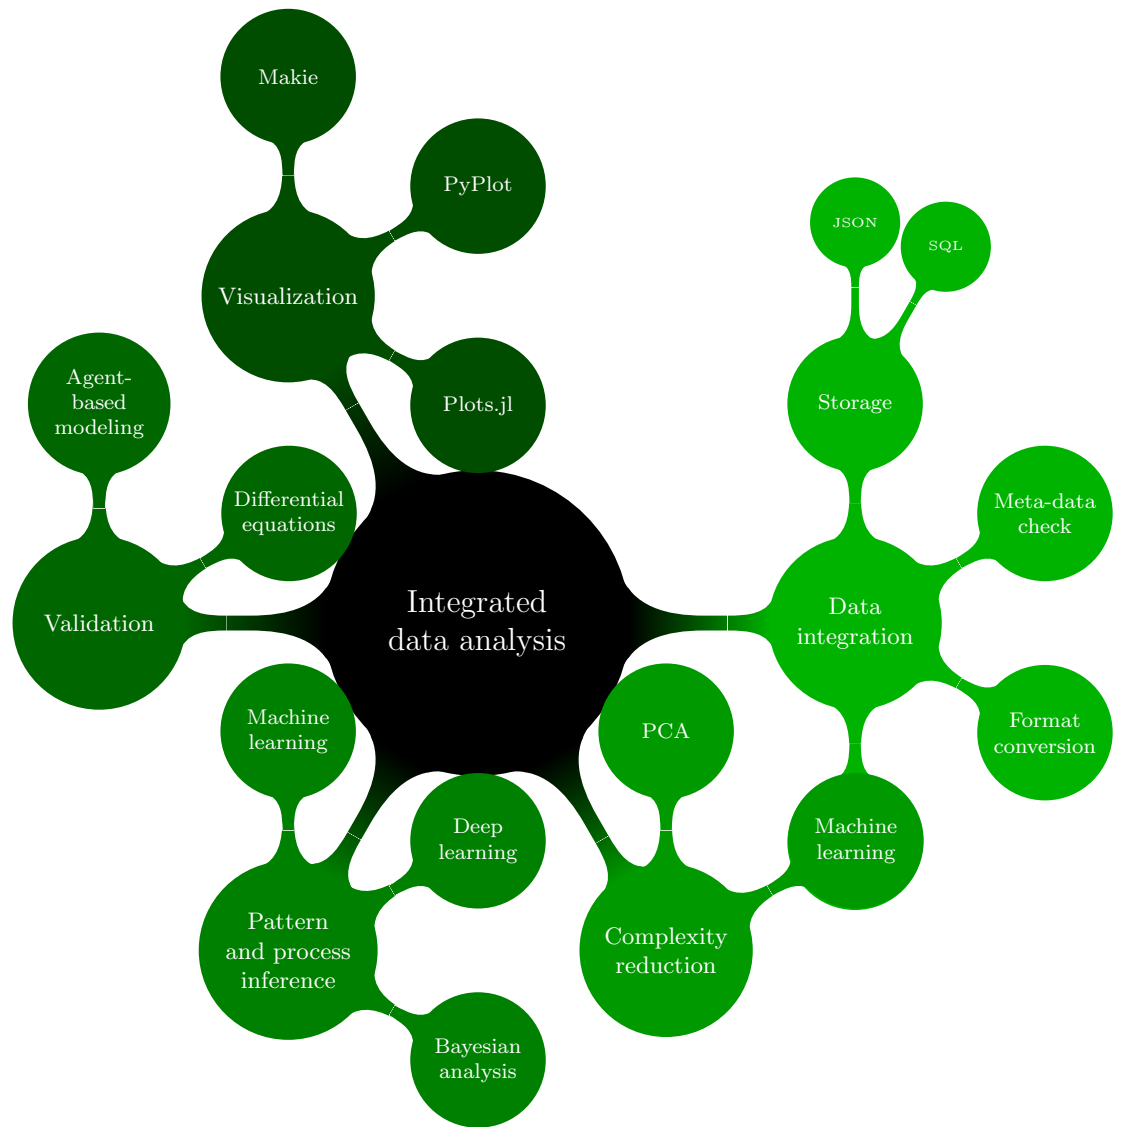 Makie
PyPlot
Visualization
Plots.jl
JSON
SQL
Storage
Meta-data
check
Data
integration
Format
conversion
Agent-
based
modeling
Differential
equations
Validation
Integrated
data analysis
Machine
learning
Deep
learning
Pattern
and process
inference
Bayesian
analysis
PCA
Machine
learning
Complexity
reduction